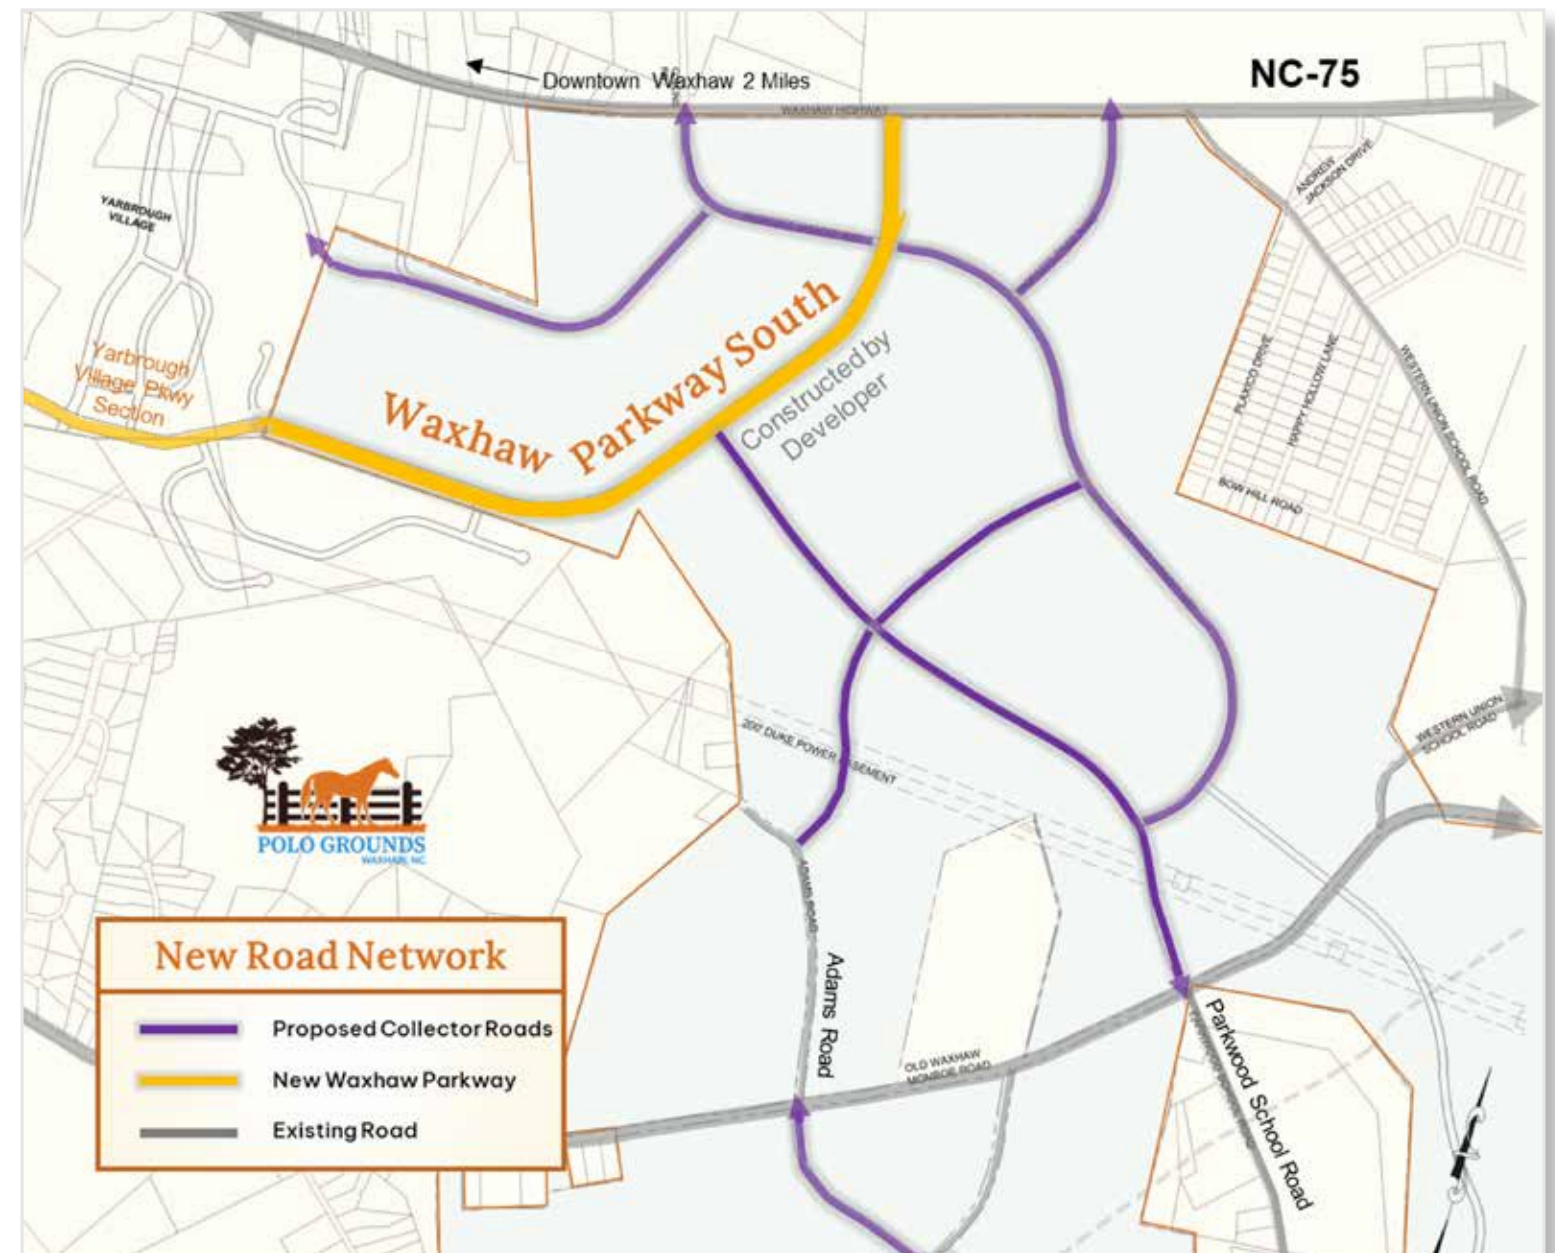 NC-75
Downtown Waxhaw 2 Miles
WAXHAW HIGHWAY
ANDREW
JACKSON DRIVE
YARBROUGH
VILLAGE
Waxhaw Parkway South
Constructed by
Developer
Yarbrough
Village Pkwy
Section
PLAXICO DRIVE
HAPPY HOLLOW LANE
WESTERN UNION SCHOOL ROAD
BOW HILL ROAD
WESTERN UNION
SCHOOL ROAD
200' DUKE POWER EASEMENT
POLO GROUNDS
WAXHAW, NC
ADAMS ROAD
Adams Road
New Road Network
Proposed Collector Roads
New Waxhaw Parkway
Existing Road
OLD WAXHAW
MONROE ROAD
Parkwood School Road
PARKWOOD SCHOOL ROAD